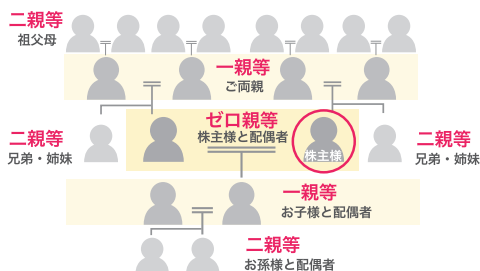 二親等
祖父母
一親等
ご両親
ゼロ親等
株主様と配偶者
株主様
二親等
兄弟・姉妹
二親等
兄弟・姉妹
一親等
お子様と配偶者
二親等
お孫様と配偶者